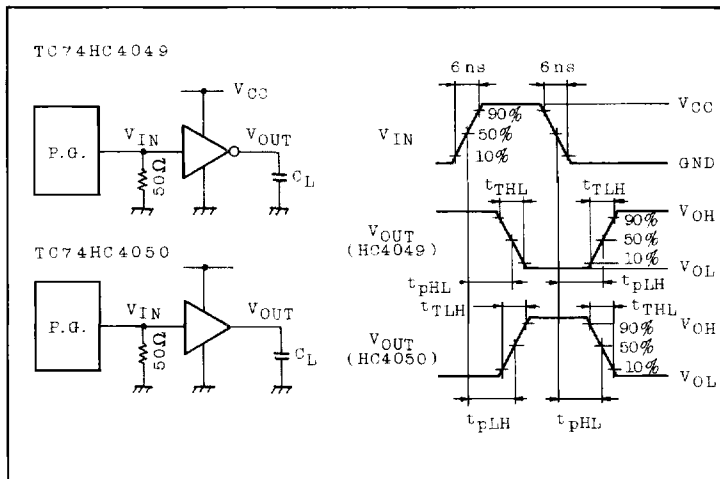 TC74HC4049
VCC
P.G.
VIN
VOUT
50Ω
CL
TC74HC4050
P.G.
VIN
VOUT
50Ω
CL
6ns
6ns
VIN
90%
50%
10%
VCC
GND
tTHL
tTLH
VOUT
(HC4049)
90%
50%
10%
VOH
VOL
tpHL
tpLH
tTLH
tTHL
VOUT
(HC4050)
90%
50%
10%
VOH
VOL
tpLH
tpHL